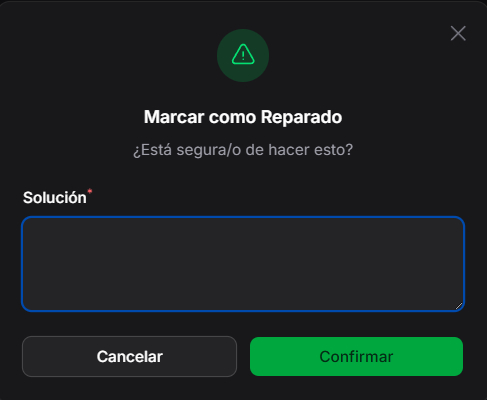 Marcar como Reparado
¿Está segura/o de hacer esto?
Solución*
Cancelar
Confirmar